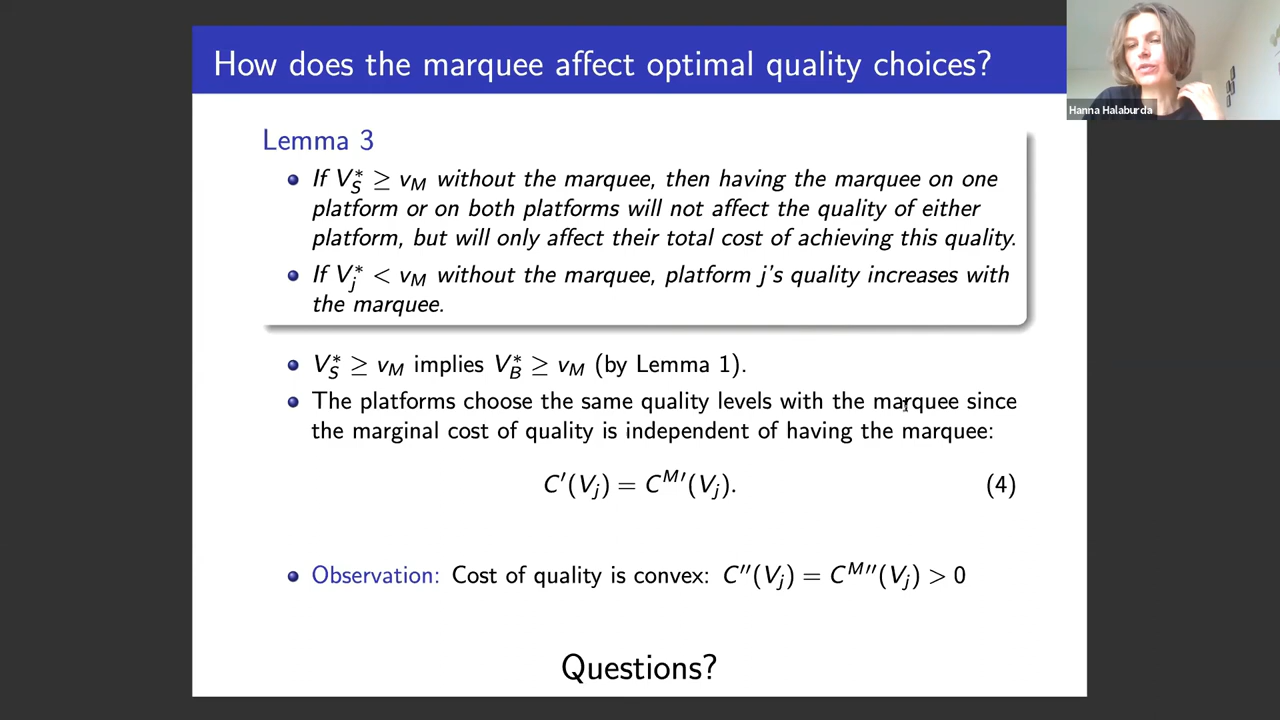 How does the marquee affect optimal quality choices?
Hanna Halaburda
Lemma 3
If V*_S ≥ v_M without the marquee, then having the marquee on one
platform or on both platforms will not affect the quality of either
platform, but will only affect their total cost of achieving this quality.
If V*_j < v_M without the marquee, platform j's quality increases with
the marquee.
V*_S ≥ v_M implies V*_B ≥ v_M (by Lemma 1).
The platforms choose the same quality levels with the marquee since
the marginal cost of quality is independent of having the marquee:
C′(V_j) = C^M′(V_j). (4)
Observation: Cost of quality is convex: C″(V_j) = C^M″(V_j) > 0
Questions?